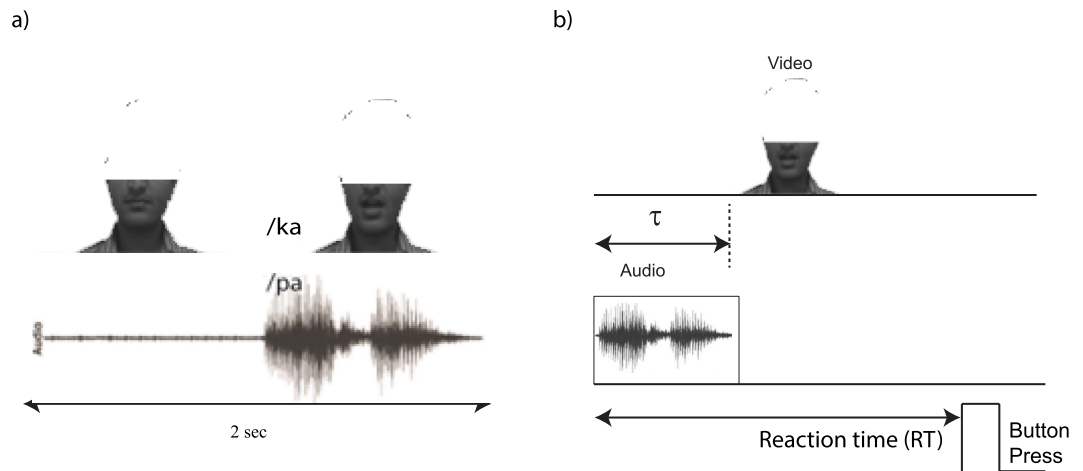 a)
/ka
/pa
Audio
2 sec
b)
Video
τ
Audio
Reaction time (RT)
Button
Press